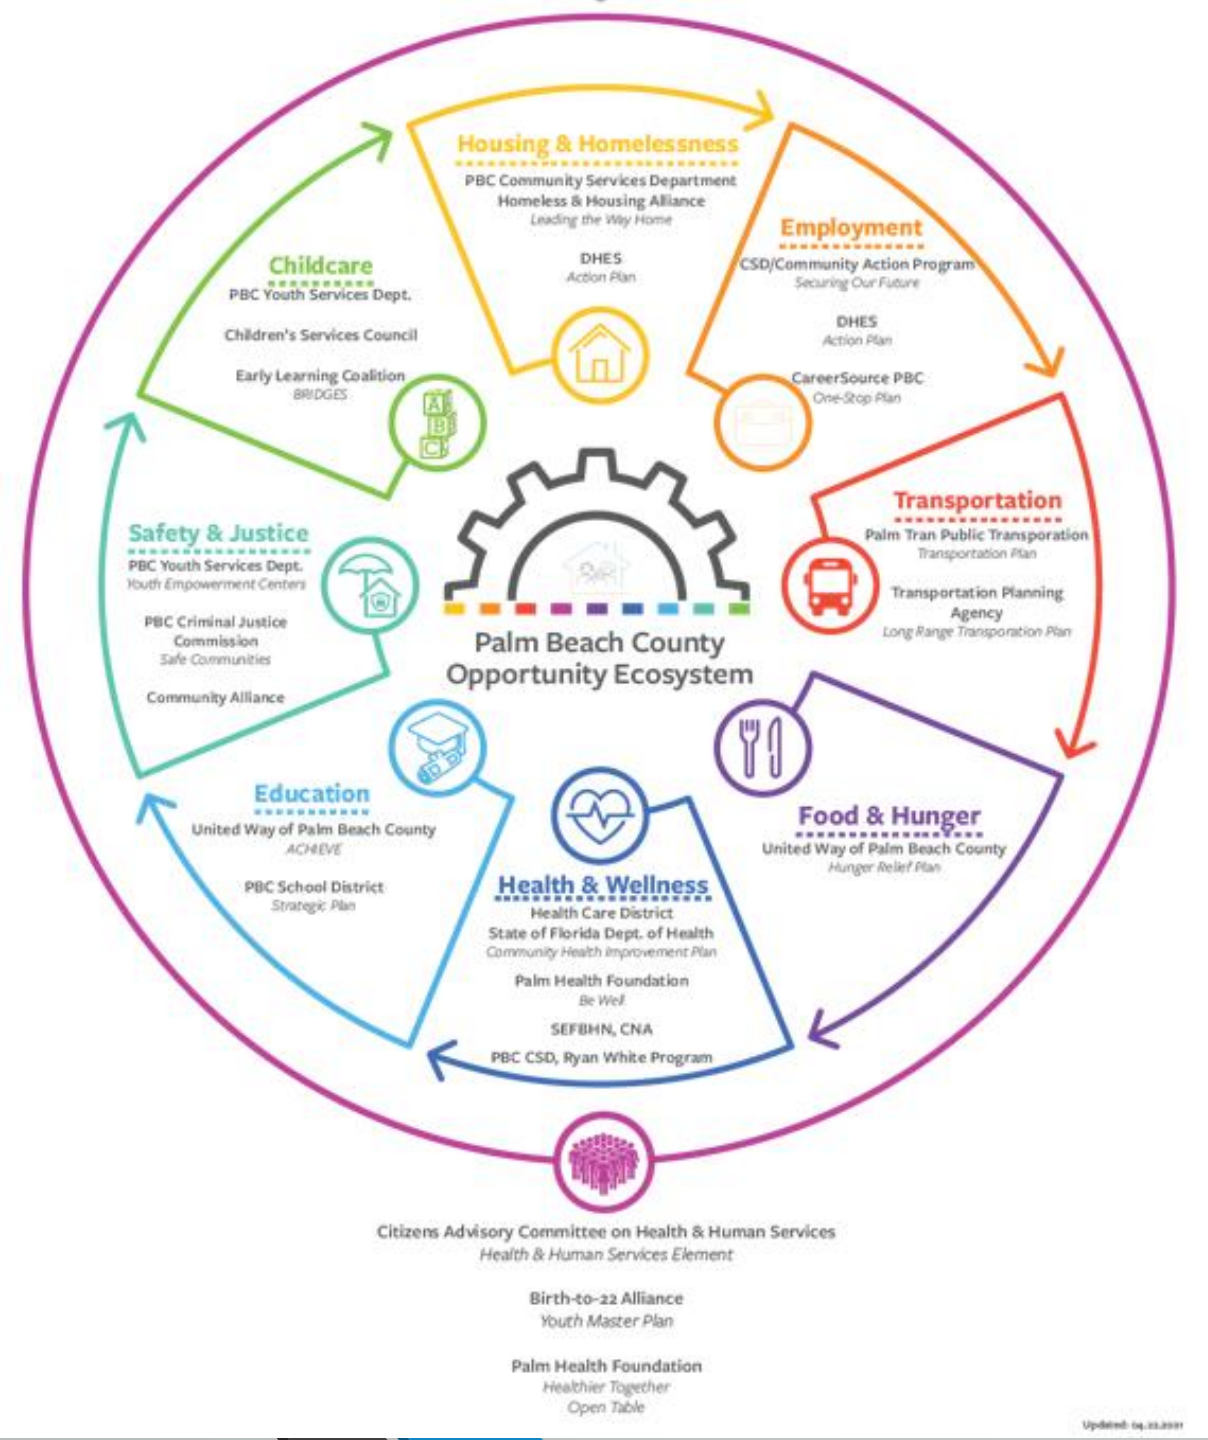 Housing & Homelessness
PBC Community Services Department
Homeless & Housing Alliance
Leading the Way Home
DHES
Action Plan
Employment
CSD/Community Action Program
Securing Our Future
DHES
Action Plan
CareerSource PBC
One-Stop Plan
Transportation
Palm Tran Public Transporation
Transportation Plan
Transportation Planning
Agency
Long Range Transporation Plan
Food & Hunger
United Way of Palm Beach County
Hunger Relief Plan
Health & Wellness
Health Care District
State of Florida Dept. of Health
Community Health Improvement Plan
Palm Health Foundation
Be Well
SEFBHN, CNA
PBC CSD, Ryan White Program
Education
United Way of Palm Beach County
ACHIEVE
PBC School District
Strategic Plan
Safety & Justice
PBC Youth Services Dept.
Youth Empowerment Centers
PBC Criminal Justice
Commission
Safe Communities
Community Alliance
Childcare
PBC Youth Services Dept.
Children's Services Council
Early Learning Coalition
BRIDGES
A
B
C
Palm Beach County
Opportunity Ecosystem
Citizens Advisory Committee on Health & Human Services
Health & Human Services Element
Birth-to-22 Alliance
Youth Master Plan
Palm Health Foundation
Healthier Together
Open Table
Updated: